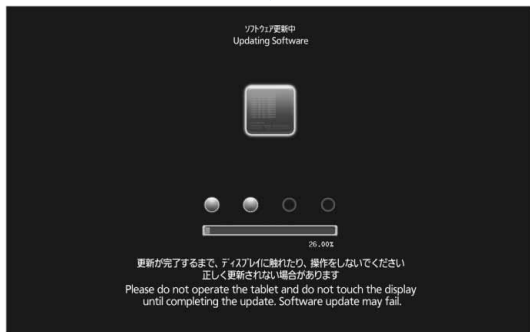 ソフトウェア更新中
Updating Software
26.00%
更新が完了するまで、ディスプレイに触れたり、操作をしないでください
正しく更新されない場合があります
Please do not operate the tablet and do not touch the display
until completing the update. Software update may fail.